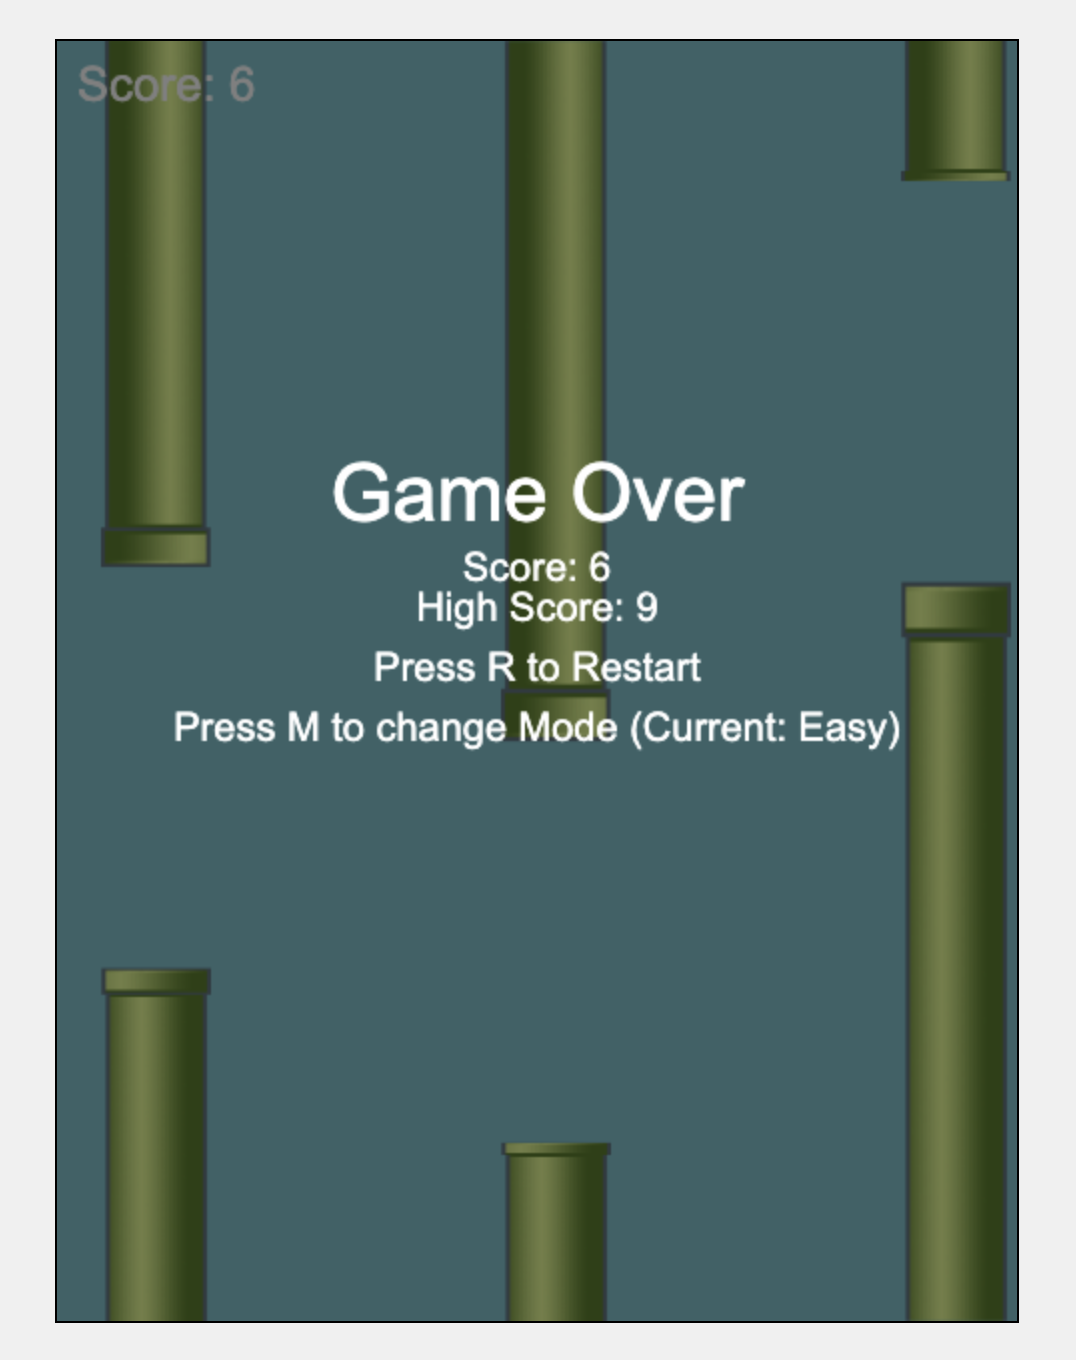 Score: 6
Game Over
Score: 6
High Score: 9
Press R to Restart
Press M to change Mode (Current: Easy)